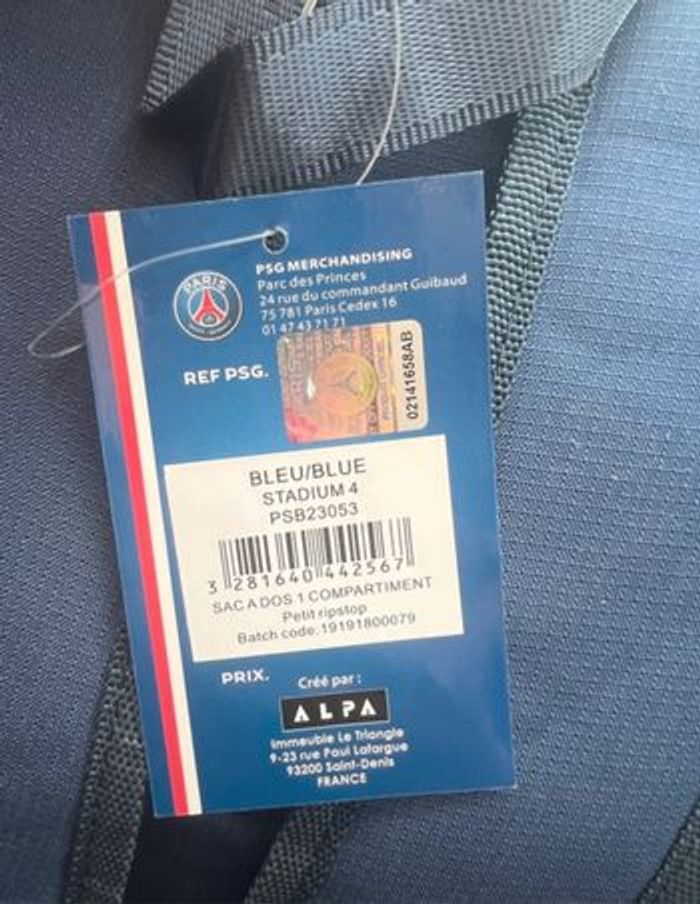 PSG MERCHANDISING
Parc des Princes
24 rue du commandant Guibaud
75 781 Paris Cedex 16
01 47 43 71 71
PARIS
REF PSG.
02141658AB
BLEU/BLUE
STADIUM 4
PSB23053
3 281640 442567
SAC A DOS 1 COMPARTIMENT
Petit ripstop
Batch code:19191800079
PRIX.
Créé par :
ALPA
Immeuble Le Triangle
9-23 rue Paul Lafargue
93200 Saint-Denis
FRANCE